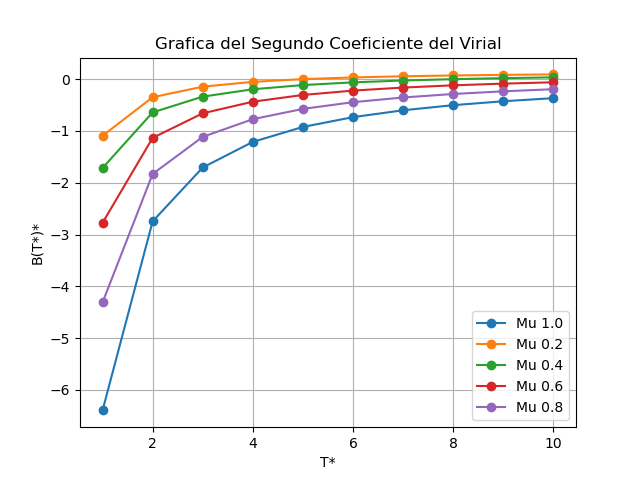 Grafica del Segundo Coeficiente del Virial
B(T*)*
0
−1
−2
−3
−4
−5
−6
2
4
6
8
10
T*
Mu 1.0
Mu 0.2
Mu 0.4
Mu 0.6
Mu 0.8